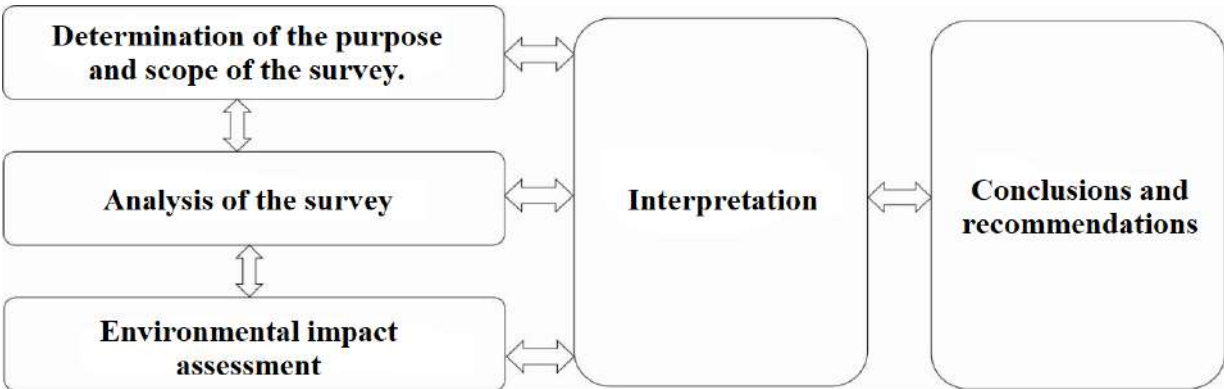 Determination of the purpose
and scope of the survey.
Analysis of the survey
Environmental impact
assessment
Interpretation
Conclusions and
recommendations